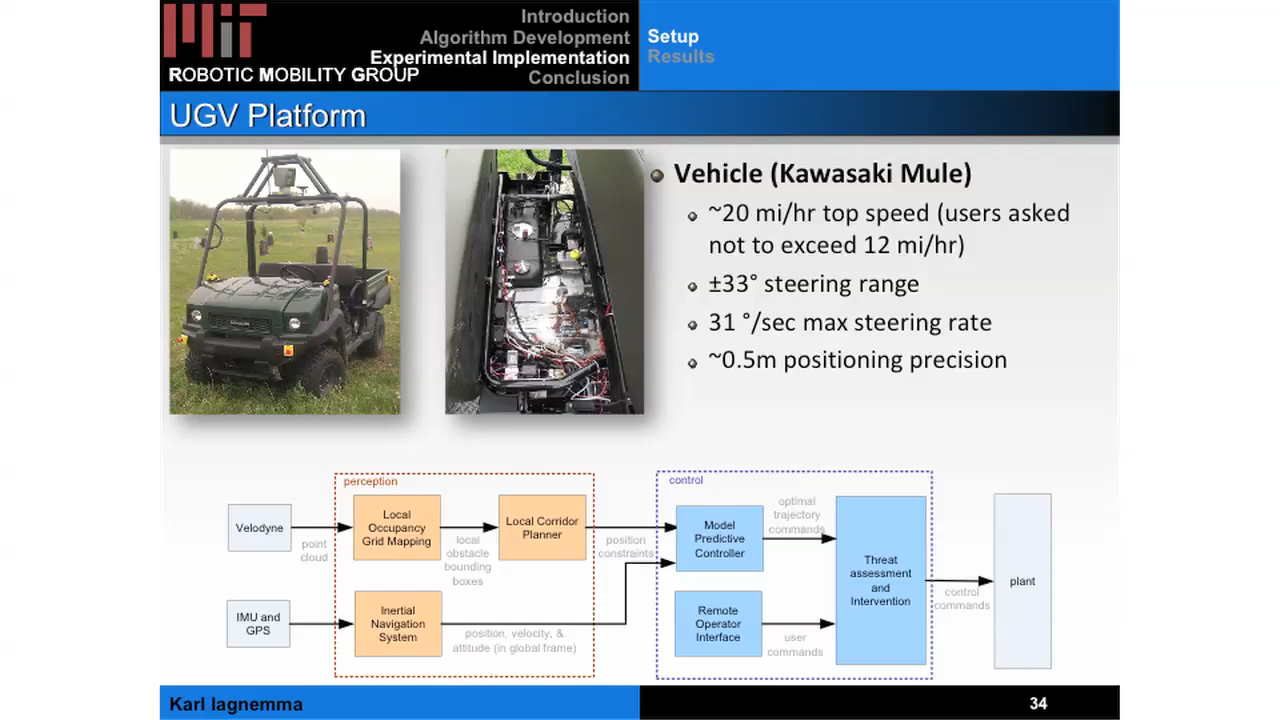 MIT
ROBOTIC MOBILITY GROUP
Introduction
Algorithm Development
Experimental Implementation
Conclusion
Setup
Results
UGV Platform
Vehicle (Kawasaki Mule)
~20 mi/hr top speed (users asked
not to exceed 12 mi/hr)
±33° steering range
31 °/sec max steering rate
~0.5m positioning precision
perception
Velodyne
point
cloud
Local
Occupancy
Grid Mapping
local
obstacle
bounding
boxes
Local Corridor
Planner
position
constraints
IMU and
GPS
Inertial
Navigation
System
position, velocity, &
attitude (in global frame)
control
Model
Predictive
Controller
optimal
trajectory
commands
Remote
Operator
Interface
user
commands
Threat
assessment
and
Intervention
control
commands
plant
Karl Iagnemma
34